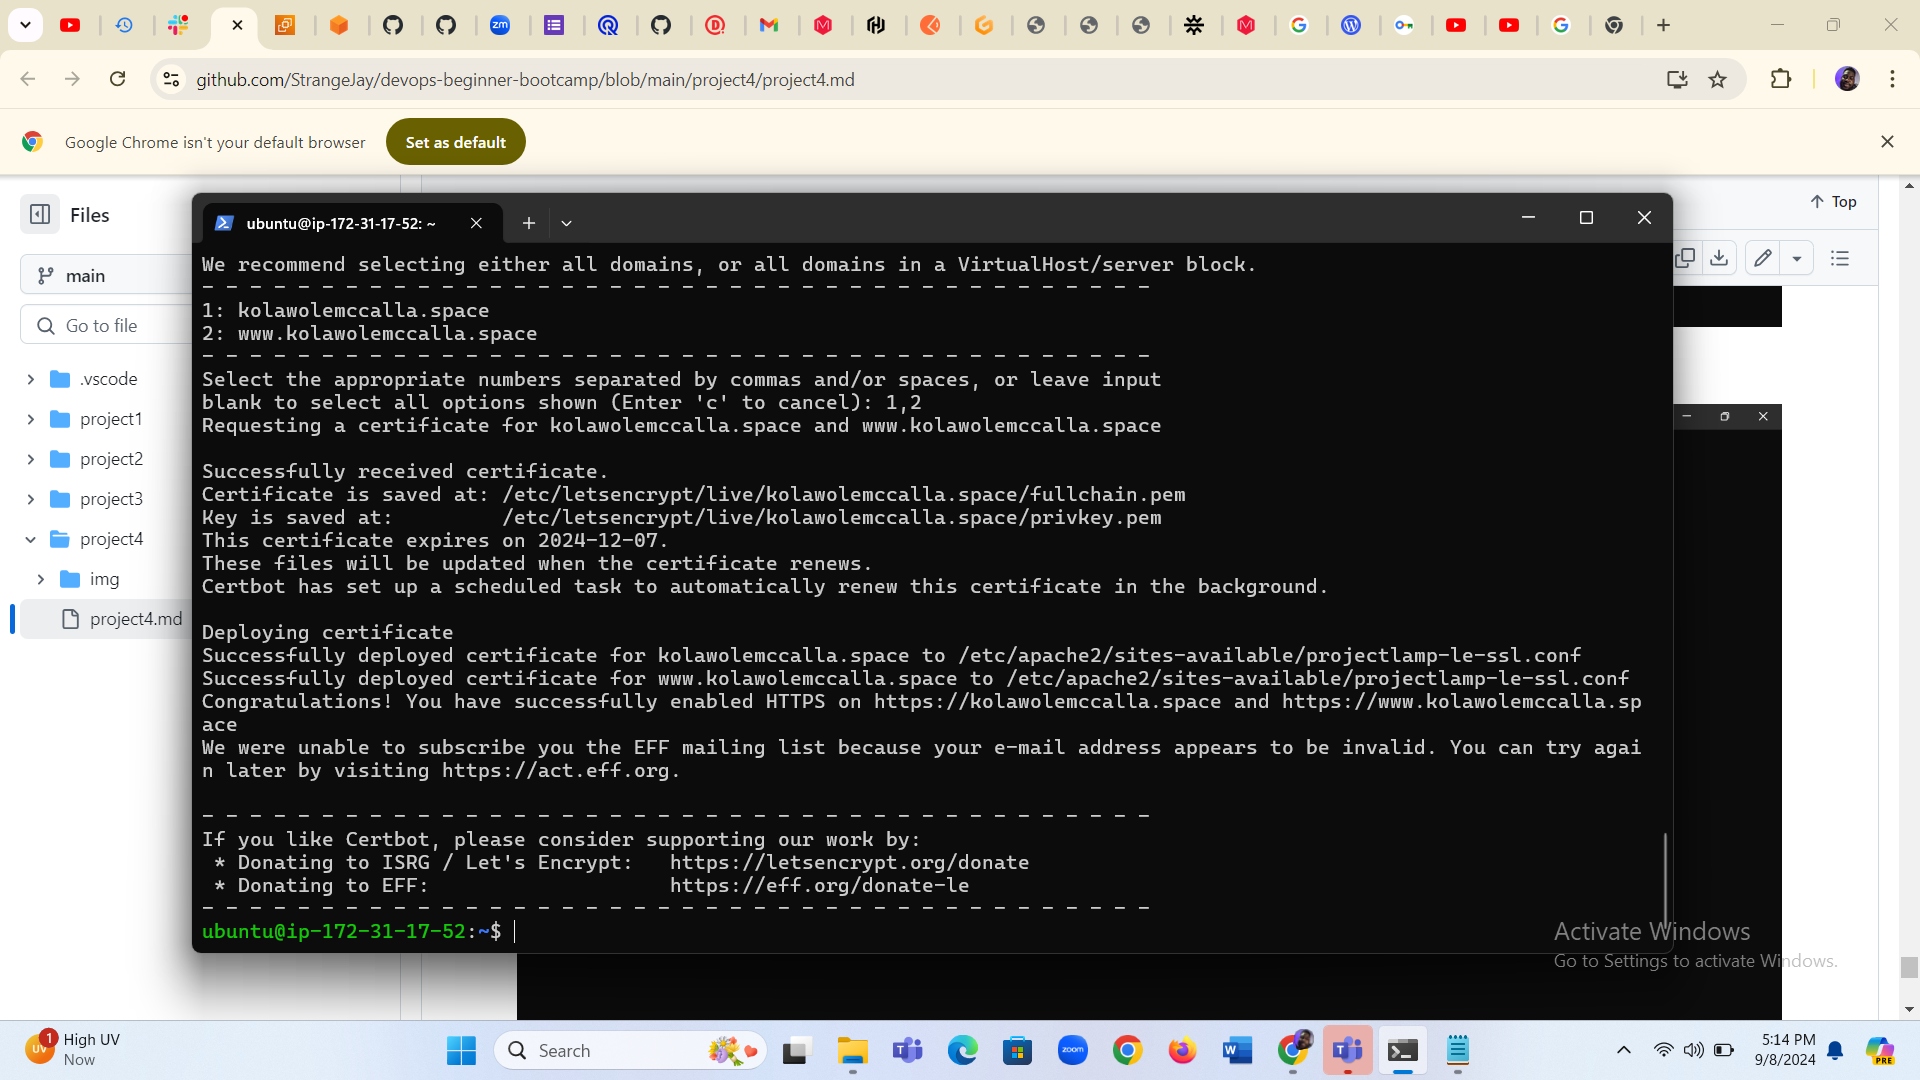 github.com/StrangeJay/devops-beginner-bootcamp/blob/main/project4/project4.md
Google Chrome isn't your default browser
Set as default
Files
Top
main
Go to file
.vscode
project1
project2
project3
project4
img
project4.md
ubuntu@ip-172-31-17-52: ~
We recommend selecting either all domains, or all domains in a VirtualHost/server block.
- - - - - - - - - - - - - - - - - - - - - - - - - - - - - - - - - - - - - - - -
1: kolawolemccalla.space
2: www.kolawolemccalla.space
- - - - - - - - - - - - - - - - - - - - - - - - - - - - - - - - - - - - - - - -
Select the appropriate numbers separated by commas and/or spaces, or leave input
blank to select all options shown (Enter 'c' to cancel): 1,2
Requesting a certificate for kolawolemccalla.space and www.kolawolemccalla.space
Successfully received certificate.
Certificate is saved at: /etc/letsencrypt/live/kolawolemccalla.space/fullchain.pem
Key is saved at:         /etc/letsencrypt/live/kolawolemccalla.space/privkey.pem
This certificate expires on 2024-12-07.
These files will be updated when the certificate renews.
Certbot has set up a scheduled task to automatically renew this certificate in the background.
Deploying certificate
Successfully deployed certificate for kolawolemccalla.space to /etc/apache2/sites-available/projectlamp-le-ssl.conf
Successfully deployed certificate for www.kolawolemccalla.space to /etc/apache2/sites-available/projectlamp-le-ssl.conf
Congratulations! You have successfully enabled HTTPS on https://kolawolemccalla.space and https://www.kolawolemccalla.sp
ace
We were unable to subscribe you the EFF mailing list because your e-mail address appears to be invalid. You can try agai
n later by visiting https://act.eff.org.
- - - - - - - - - - - - - - - - - - - - - - - - - - - - - - - - - - - - - - - -
If you like Certbot, please consider supporting our work by:
 * Donating to ISRG / Let's Encrypt:   https://letsencrypt.org/donate
 * Donating to EFF:                    https://eff.org/donate-le
- - - - - - - - - - - - - - - - - - - - - - - - - - - - - - - - - - - - - - - -
ubuntu@ip-172-31-17-52:~$
Activate Windows
Go to Settings to activate Windows.
UV
1
High UV
Now
Search
zoom
5:14 PM
9/8/2024
PRE